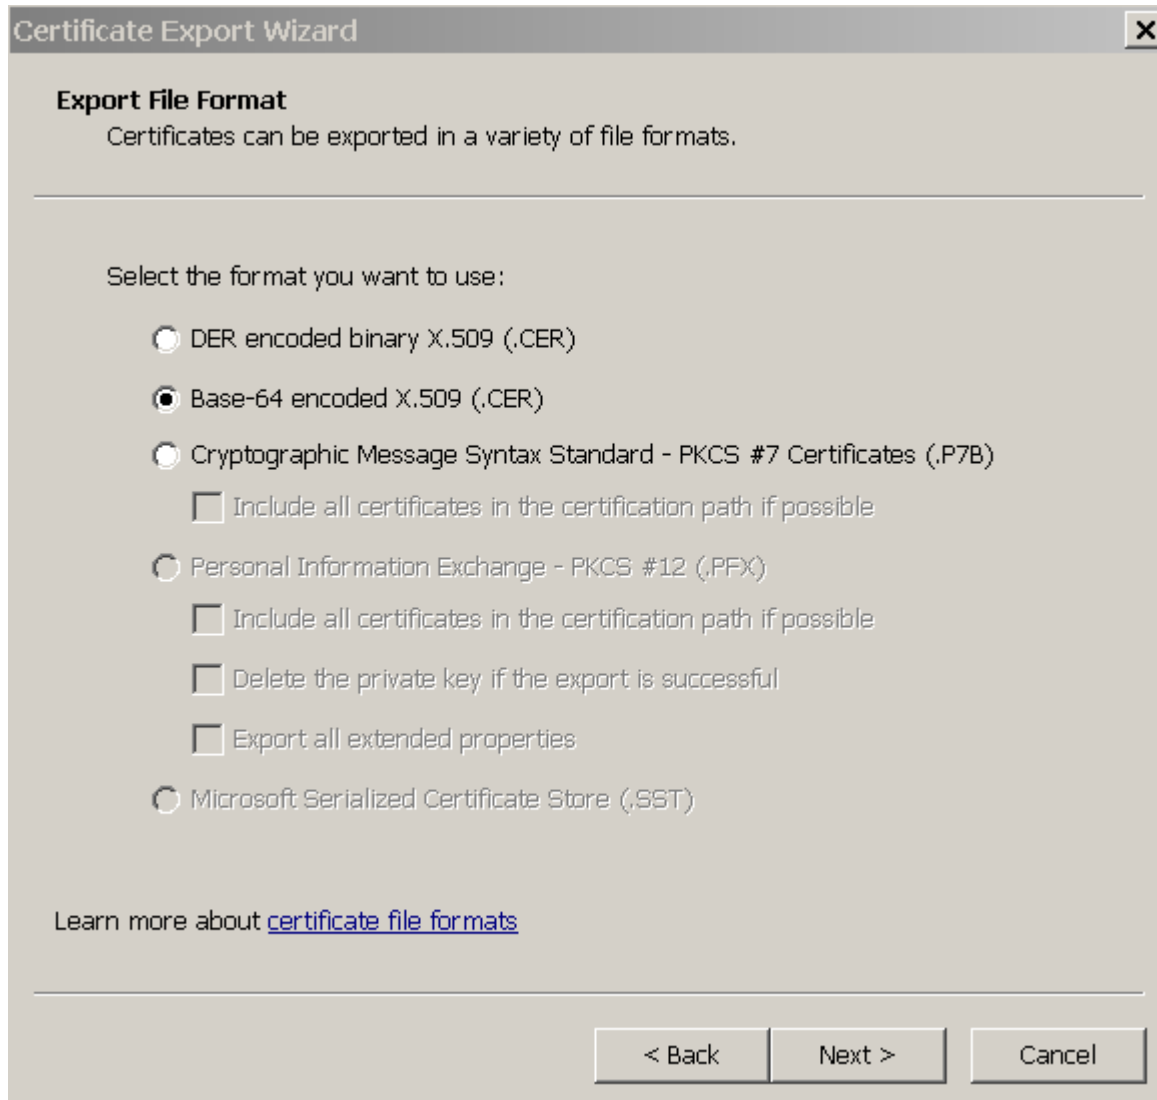 Certificate Export Wizard
Export File Format
Certificates can be exported in a variety of file formats.
Select the format you want to use:
DER encoded binary X.509 (.CER)
Base-64 encoded X.509 (.CER)
Cryptographic Message Syntax Standard - PKCS #7 Certificates (.P7B)
Include all certificates in the certification path if possible
Personal Information Exchange - PKCS #12 (.PFX)
Include all certificates in the certification path if possible
Delete the private key if the export is successful
Export all extended properties
Microsoft Serialized Certificate Store (.SST)
Learn more about certificate file formats
< Back Next > Cancel